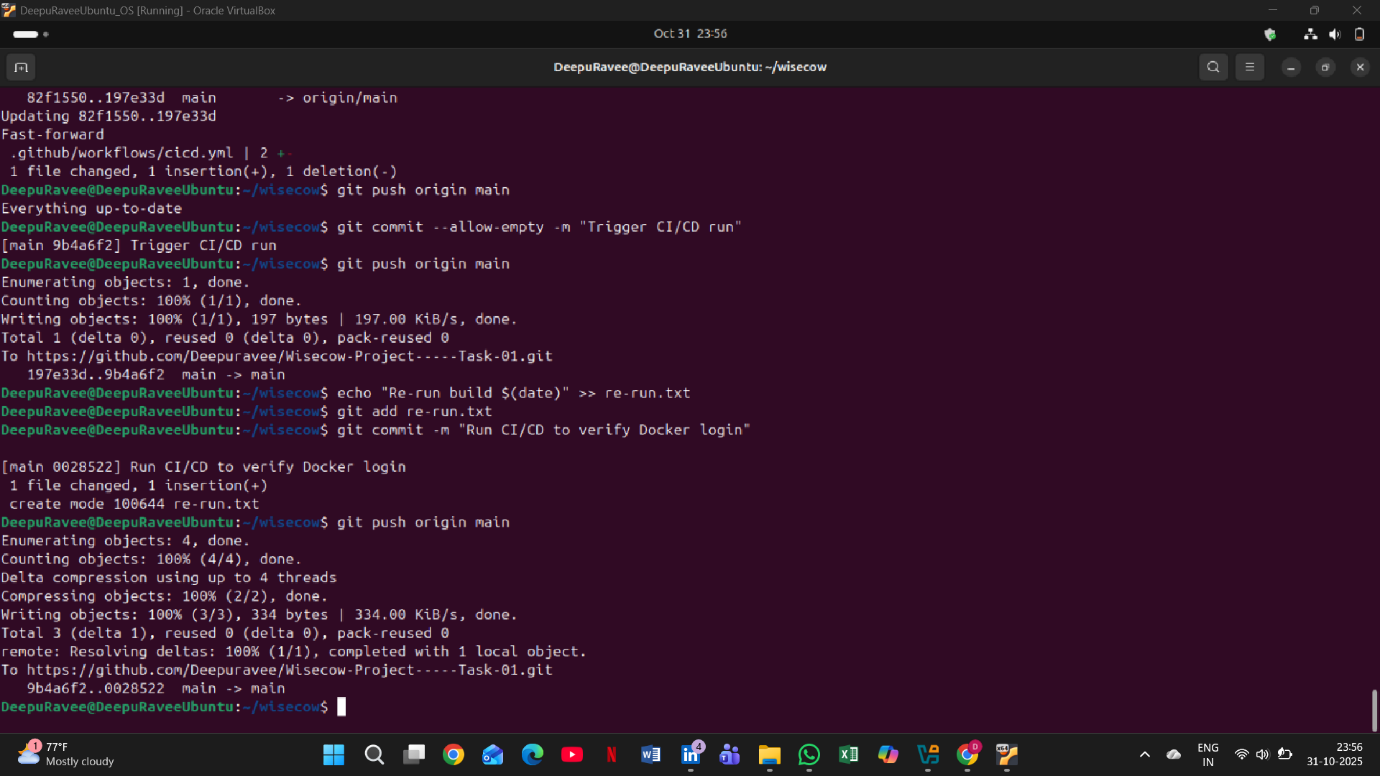 DeepuRaveeUbuntu_OS [Running] - Oracle VirtualBox
Oct 31 23:56
DeepuRavee@DeepuRaveeUbuntu: ~/wisecow
82f1550..197e33d  main       -> origin/main
Updating 82f1550..197e33d
Fast-forward
.github/workflows/cicd.yml | 2 +-
1 file changed, 1 insertion(+), 1 deletion(-)
DeepuRavee@DeepuRaveeUbuntu:~/wisecow$ git push origin main
Everything up-to-date
DeepuRavee@DeepuRaveeUbuntu:~/wisecow$ git commit --allow-empty -m "Trigger CI/CD run"
[main 9b4a6f2] Trigger CI/CD run
DeepuRavee@DeepuRaveeUbuntu:~/wisecow$ git push origin main
Enumerating objects: 1, done.
Counting objects: 100% (1/1), done.
Writing objects: 100% (1/1), 197 bytes | 197.00 KiB/s, done.
Total 1 (delta 0), reused 0 (delta 0), pack-reused 0
To https://github.com/Deepuravee/Wisecow-Project-----Task-01.git
197e33d..9b4a6f2  main -> main
DeepuRavee@DeepuRaveeUbuntu:~/wisecow$ echo "Re-run build $(date)" >> re-run.txt
DeepuRavee@DeepuRaveeUbuntu:~/wisecow$ git add re-run.txt
DeepuRavee@DeepuRaveeUbuntu:~/wisecow$ git commit -m "Run CI/CD to verify Docker login"
[main 0028522] Run CI/CD to verify Docker login
1 file changed, 1 insertion(+)
create mode 100644 re-run.txt
DeepuRavee@DeepuRaveeUbuntu:~/wisecow$ git push origin main
Enumerating objects: 4, done.
Counting objects: 100% (4/4), done.
Delta compression using up to 4 threads
Compressing objects: 100% (2/2), done.
Writing objects: 100% (3/3), 334 bytes | 334.00 KiB/s, done.
Total 3 (delta 1), reused 0 (delta 0), pack-reused 0
remote: Resolving deltas: 100% (1/1), completed with 1 local object.
To https://github.com/Deepuravee/Wisecow-Project-----Task-01.git
9b4a6f2..0028522  main -> main
DeepuRavee@DeepuRaveeUbuntu:~/wisecow$
1
77°F
Mostly cloudy
4
D
ENG
IN
23:56
31-10-2025